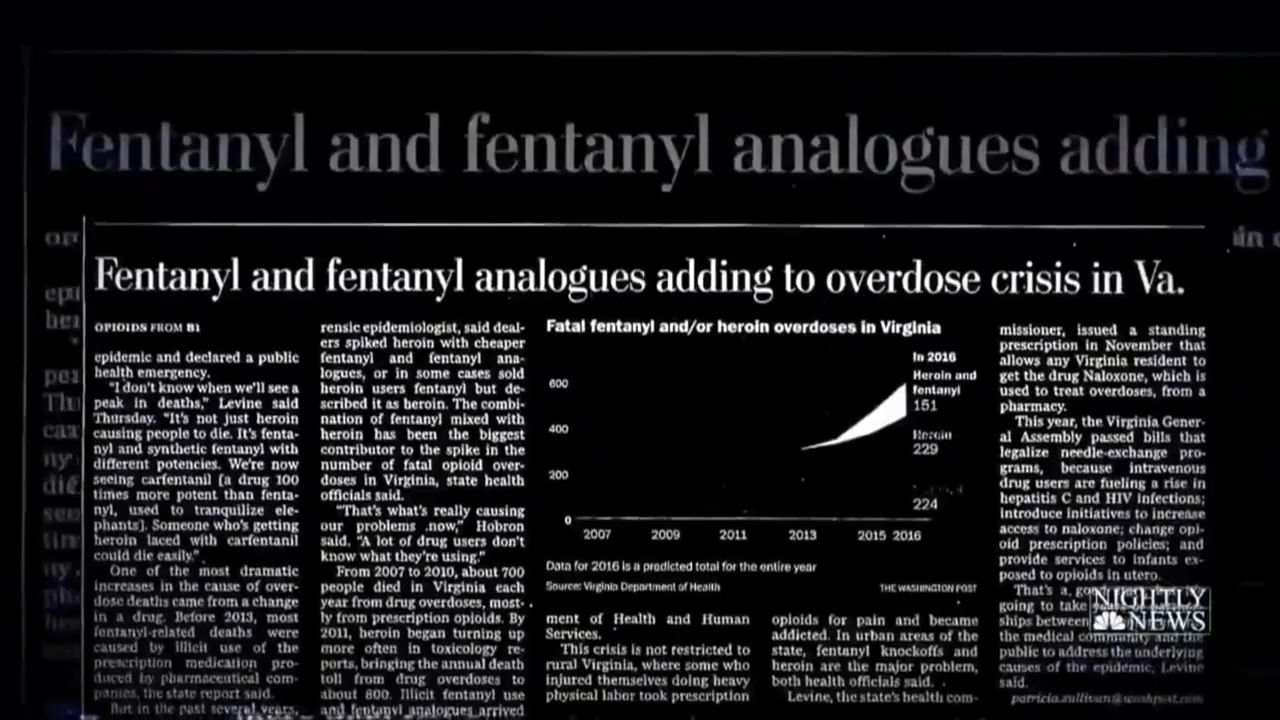 Fentanyl and fentanyl analogues adding
Fentanyl and fentanyl analogues adding to overdose crisis in Va.
OPIOIDS FROM B1
epidemic and declared a public
health emergency.
"I don't know when we'll see a
peak in deaths," Levine said
Thursday. "It's not just heroin
causing people to die. It's fenta-
nyl and synthetic fentanyl with
different potencies. We're now
seeing carfentanil [a drug 100
times more potent than fenta-
nyl, used to tranquilize ele-
phants]. Someone who's getting
heroin laced with carfentanil
could die easily."
One of the most dramatic
increases in the cause of over-
dose deaths came from a change
in a drug. Before 2013, most
fentanyl-related deaths were
caused by illicit use of the
prescription medication pro-
duced by pharmaceutical com-
panies, the state report said.
But in the past several years,
rensic epidemiologist, said deal-
ers spiked heroin with cheaper
fentanyl and fentanyl ana-
logues, or in some cases sold
heroin users fentanyl but de-
scribed it as heroin. The combi-
nation of fentanyl mixed with
heroin has been the biggest
contributor to the spike in the
number of fatal opioid over-
doses in Virginia, state health
officials said.
"That's what's really causing
our problems now," Hobron
said. "A lot of drug users don't
know what they're using."
From 2007 to 2010, about 700
people died in Virginia each
year from drug overdoses, most-
ly from prescription opioids. By
2011, heroin began turning up
more often in toxicology re-
ports, bringing the annual death
toll from drug overdoses to
about 800. Illicit fentanyl use
and fentanyl analogues arrived
Fatal fentanyl and/or heroin overdoses in Virginia
In 2016
Heroin and
fentanyl
151
Heroin
229
224
600
400
200
0
2007 2009 2011 2013 2015 2016
Data for 2016 is a predicted total for the entire year
Source: Virginia Department of Health THE WASHINGTON POST
ment of Health and Human
Services.
This crisis is not restricted to
rural Virginia, where some who
injured themselves doing heavy
physical labor took prescription
opioids for pain and became
addicted. In urban areas of the
state, fentanyl knockoffs and
heroin are the major problem,
both health officials said.
Levine, the state's health com-
missioner, issued a standing
prescription in November that
allows any Virginia resident to
get the drug Naloxone, which is
used to treat overdoses, from a
pharmacy.
This year, the Virginia Gener-
al Assembly passed bills that
legalize needle-exchange pro-
grams, because intravenous
drug users are fueling a rise in
hepatitis C and HIV infections;
introduce initiatives to increase
access to naloxone; change opi-
oid prescription policies; and
provide services to infants ex-
posed to opioids in utero.
That's a
going to take
ships between
the medical community and the
public to address the underlying
causes of the epidemic, Levine
said.
patricia.sullivan@washpost.com
NIGHTLY
NEWS